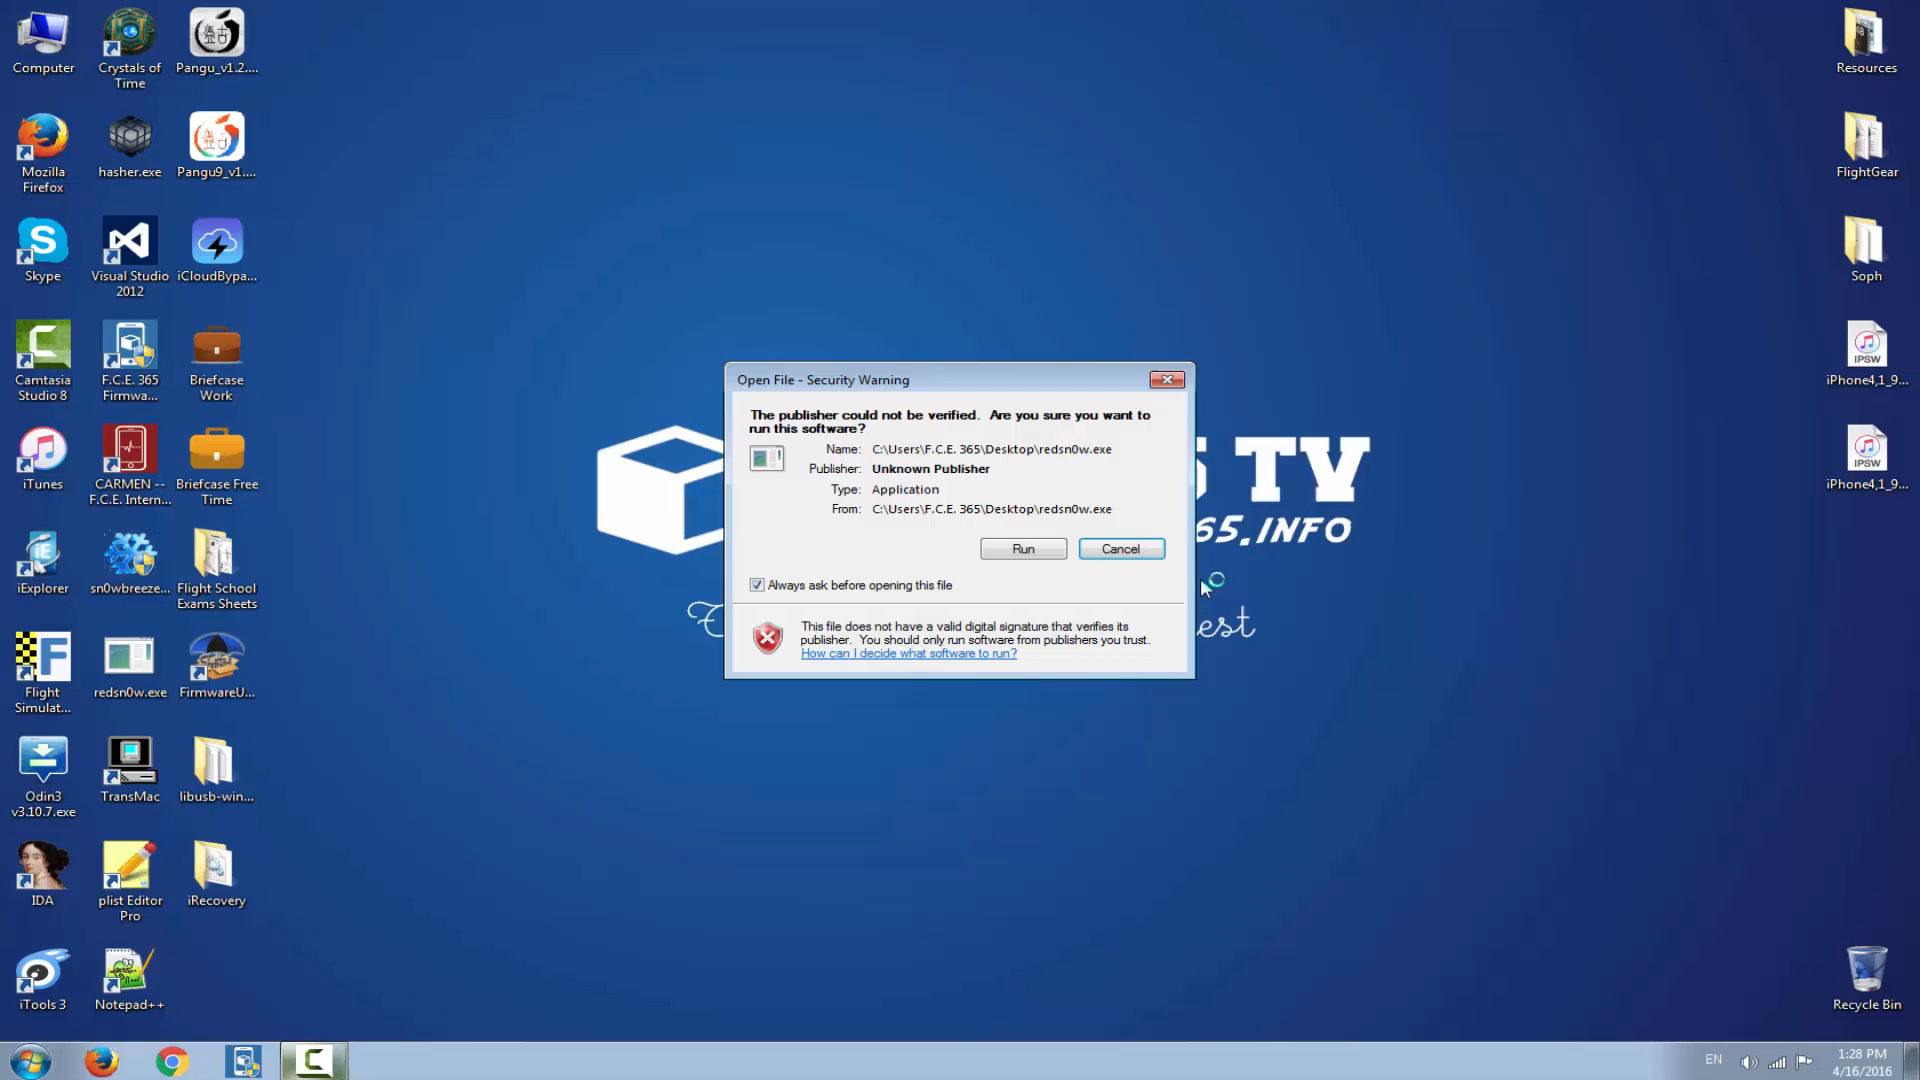 Computer
Crystals of
Time
Pangu_v1.2....
Mozilla
Firefox
hasher.exe
Pangu9_v1....
Skype
Visual Studio
2012
iCloudBypa...
Camtasia
Studio 8
F.C.E. 365
Firmwa...
Briefcase
Work
iTunes
CARMEN --
F.C.E. Intern...
Briefcase Free
Time
iExplorer
sn0wbreeze...
Flight School
Exams Sheets
Flight
Simulat...
redsn0w.exe
FirmwareU...
Odin3
v3.10.7.exe
TransMac
libusb-win...
IDA
plist Editor
Pro
iRecovery
iTools 3
Notepad++
Open File - Security Warning
The publisher could not be verified. Are you sure you want to
run this software?
Name: C:\Users\F.C.E. 365\Desktop\redsn0w.exe
Publisher: Unknown Publisher
Type: Application
From: C:\Users\F.C.E. 365\Desktop\redsn0w.exe
Run
Cancel
Always ask before opening this file
This file does not have a valid digital signature that verifies its
publisher. You should only run software from publishers you trust.
How can I decide what software to run?
TV
65.INFO
est
Resources
FlightGear
Soph
IPSW
iPhone4,1_9...
IPSW
iPhone4,1_9...
Recycle Bin
EN
1:28 PM
4/16/2016